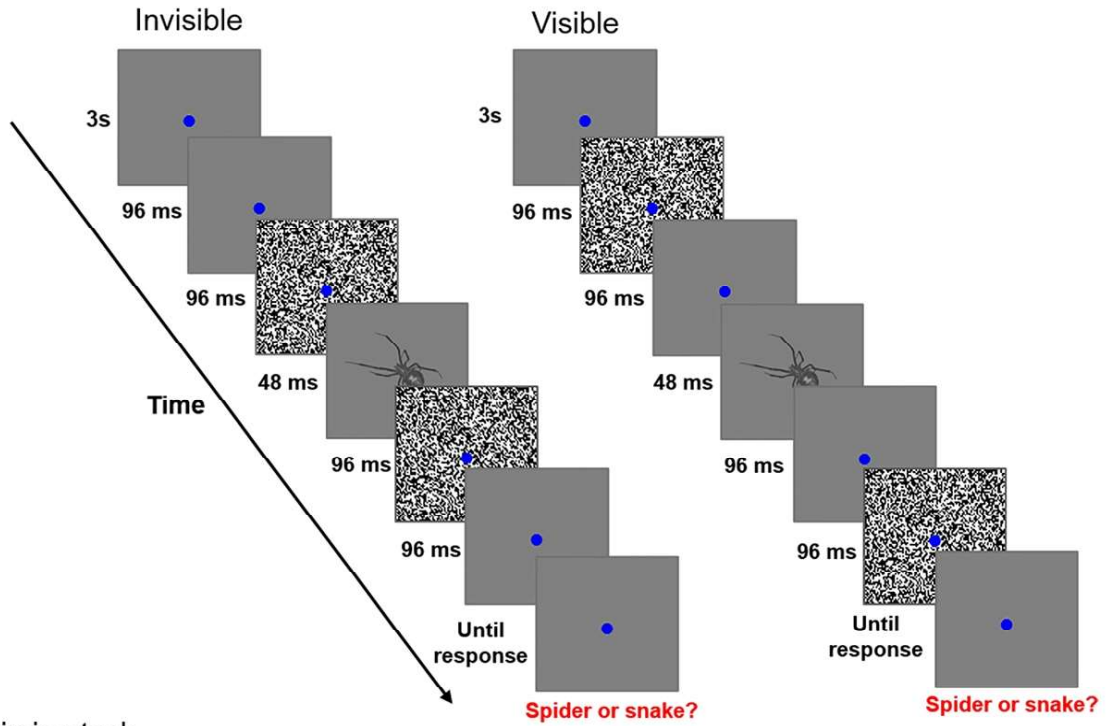 Invisible
Visible
3s
96 ms
96 ms
48 ms
96 ms
96 ms
Until
response
Spider or snake?
Time
3s
96 ms
96 ms
48 ms
96 ms
96 ms
Until
response
Spider or snake?